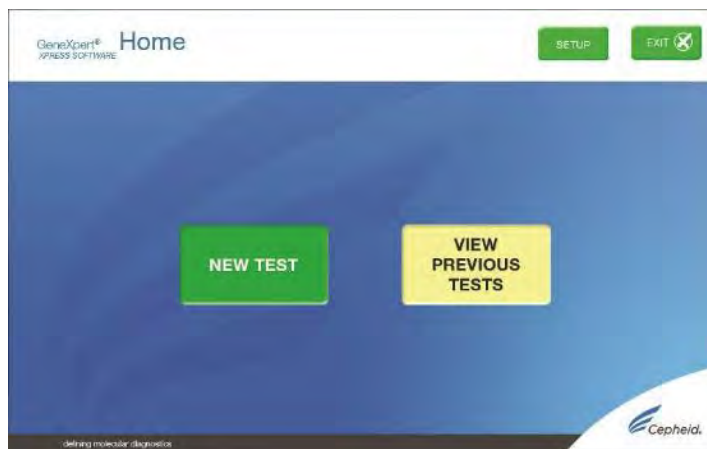 GeneXpert® Home
XPRESS SOFTWARE
SETUP
EXIT
NEW TEST
VIEW
PREVIOUS
TESTS
Cepheid.
defining molecular diagnostics